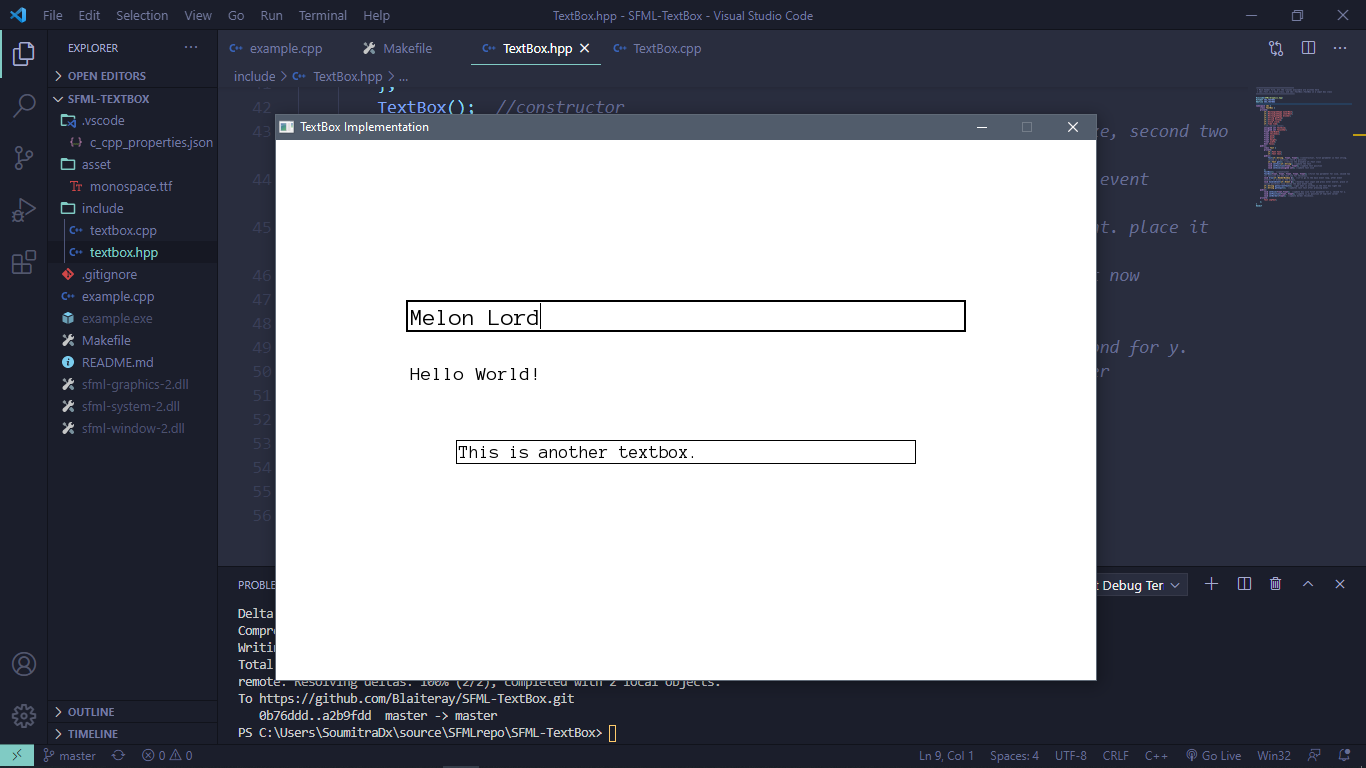 File Edit Selection View Go Run Terminal Help TextBox.hpp - SFML-TextBox - Visual Studio Code
EXPLORER
OPEN EDITORS
SFML-TEXTBOX
.vscode
c_cpp_properties.json
asset
monospace.ttf
include
textbox.cpp
textbox.hpp
.gitignore
example.cpp
example.exe
Makefile
README.md
sfml-graphics-2.dll
sfml-system-2.dll
sfml-window-2.dll
OUTLINE
TIMELINE
example.cpp Makefile TextBox.hpp TextBox.cpp
include > TextBox.hpp > ...
41 };
42 TextBox(); //constructor
43 second two
44 event
45 place it
46 now
47
48
49 for y.
50
51
52
53
54
55
56
TextBox Implementation
Melon Lord
Hello World!
This is another textbox.
Debug Ter
Delta
Total
remote: Resolving deltas: 100% (2/2), completed with 2 local objects.
To https://github.com/Blaiteray/SFML-TextBox.git
0b76ddd..a2b9fdd master -> master
PS C:\Users\SoumitraDx\source\SFMLrepo\SFML-TextBox>
master 0 0 Ln 9, Col 1 Spaces: 4 UTF-8 CRLF C++ Go Live Win32